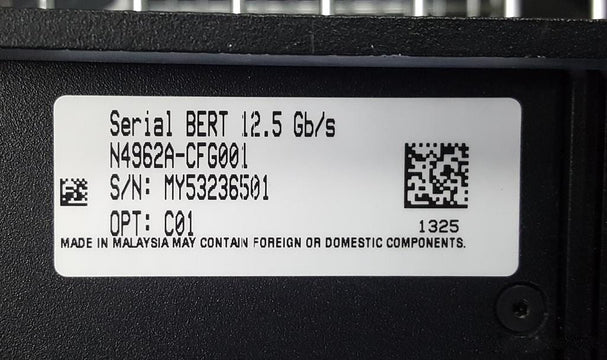 Serial BERT 12.5 Gb/s
N4962A-CFG001
S/N: MY53236501
OPT: C01
1325
MADE IN MALAYSIA MAY CONTAIN FOREIGN OR DOMESTIC COMPONENTS.